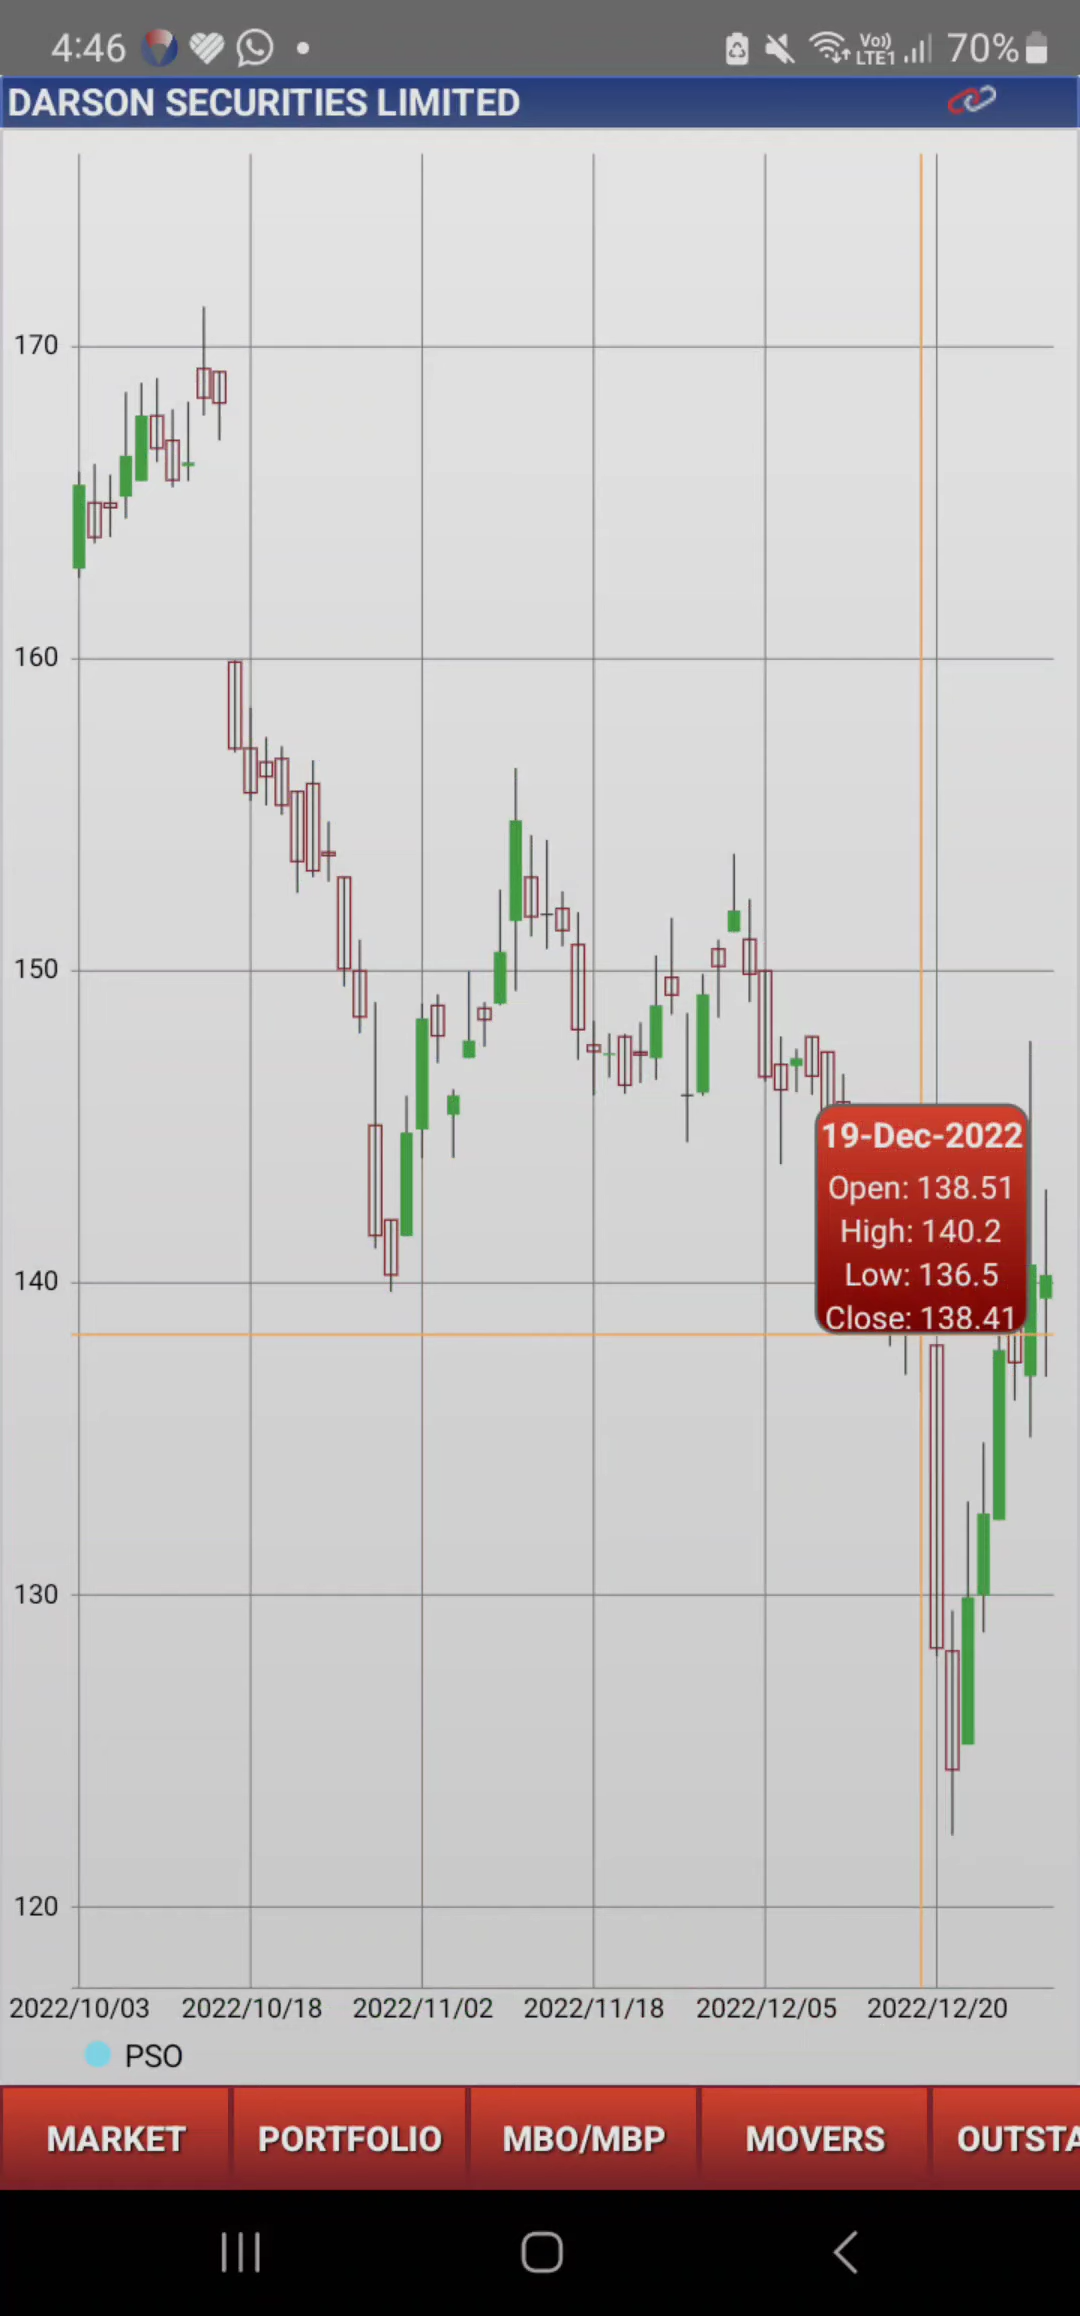 4:46 Vo)) LTE1 70%
DARSON SECURITIES LIMITED
170
160
150
140
130
120
19-Dec-2022
Open: 138.51
High: 140.2
Low: 136.5
Close: 138.41
2022/10/03 2022/10/18 2022/11/02 2022/11/18 2022/12/05 2022/12/20
PSO
MARKET PORTFOLIO MBO/MBP MOVERS OUTSTA